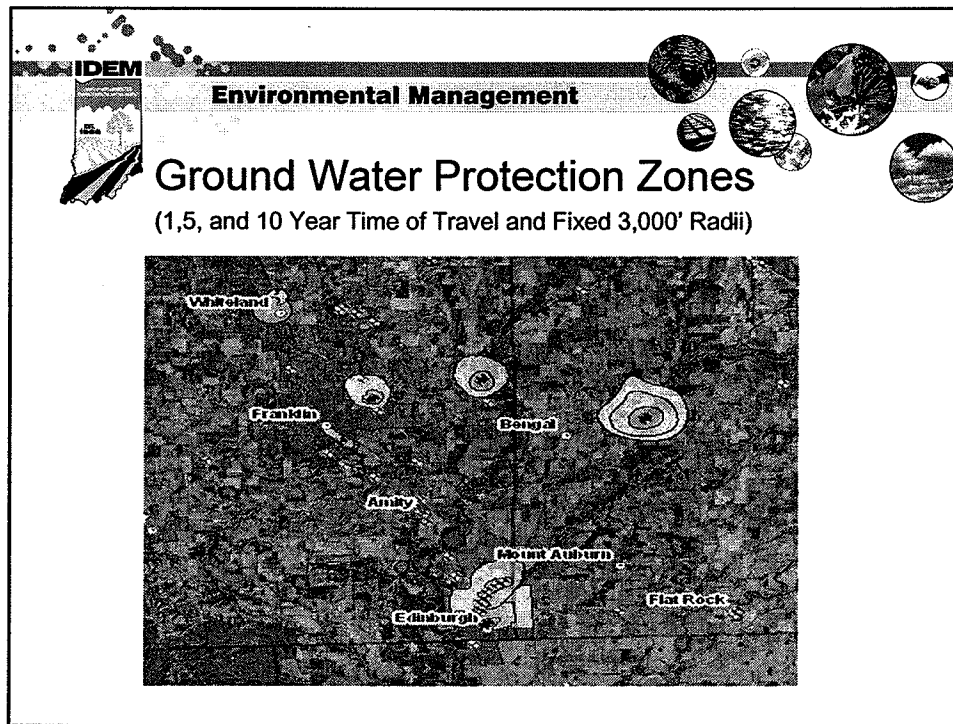 IDEM
Environmental Management
Ground Water Protection Zones
(1,5, and 10 Year Time of Travel and Fixed 3,000' Radii)
Whiteland
Franklin
Bengal
Amity
Mount Auburn
Flat Rock
Edinburgh